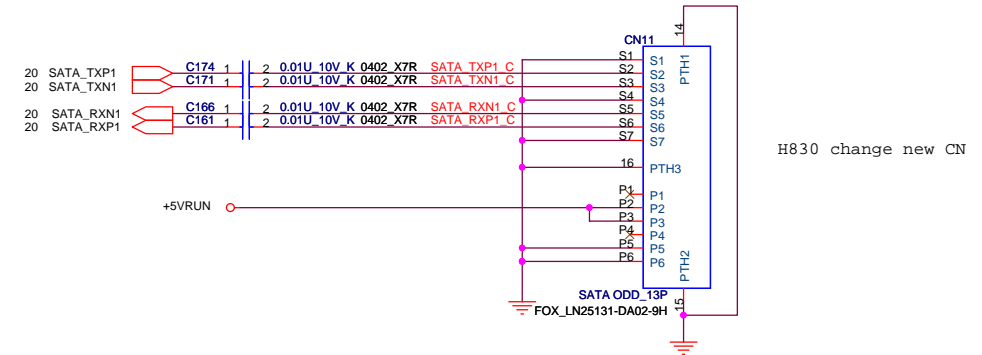 14
CN11
S1 S1
20 SATA_TXP1 C174 1 2 0.01U_10V_K 0402_X7R SATA_TXP1_C S2 S2 PTH1
20 SATA_TXN1 C171 1 2 0.01U_10V_K 0402_X7R SATA_TXN1_C S3 S3
S4 S4
20 SATA_RXN1 C166 1 2 0.01U_10V_K 0402_X7R SATA_RXN1_C S5 S5
20 SATA_RXP1 C161 1 2 0.01U_10V_K 0402_X7R SATA_RXP1_C S6 S6
S7 S7
H830 change new CN
16 PTH3
P1 P1
+5VRUN P2 P2
P3 P3
P4 P4
P5 P5
P6 P6 PTH2
SATA ODD_13P
15
FOX_LN25131-DA02-9H